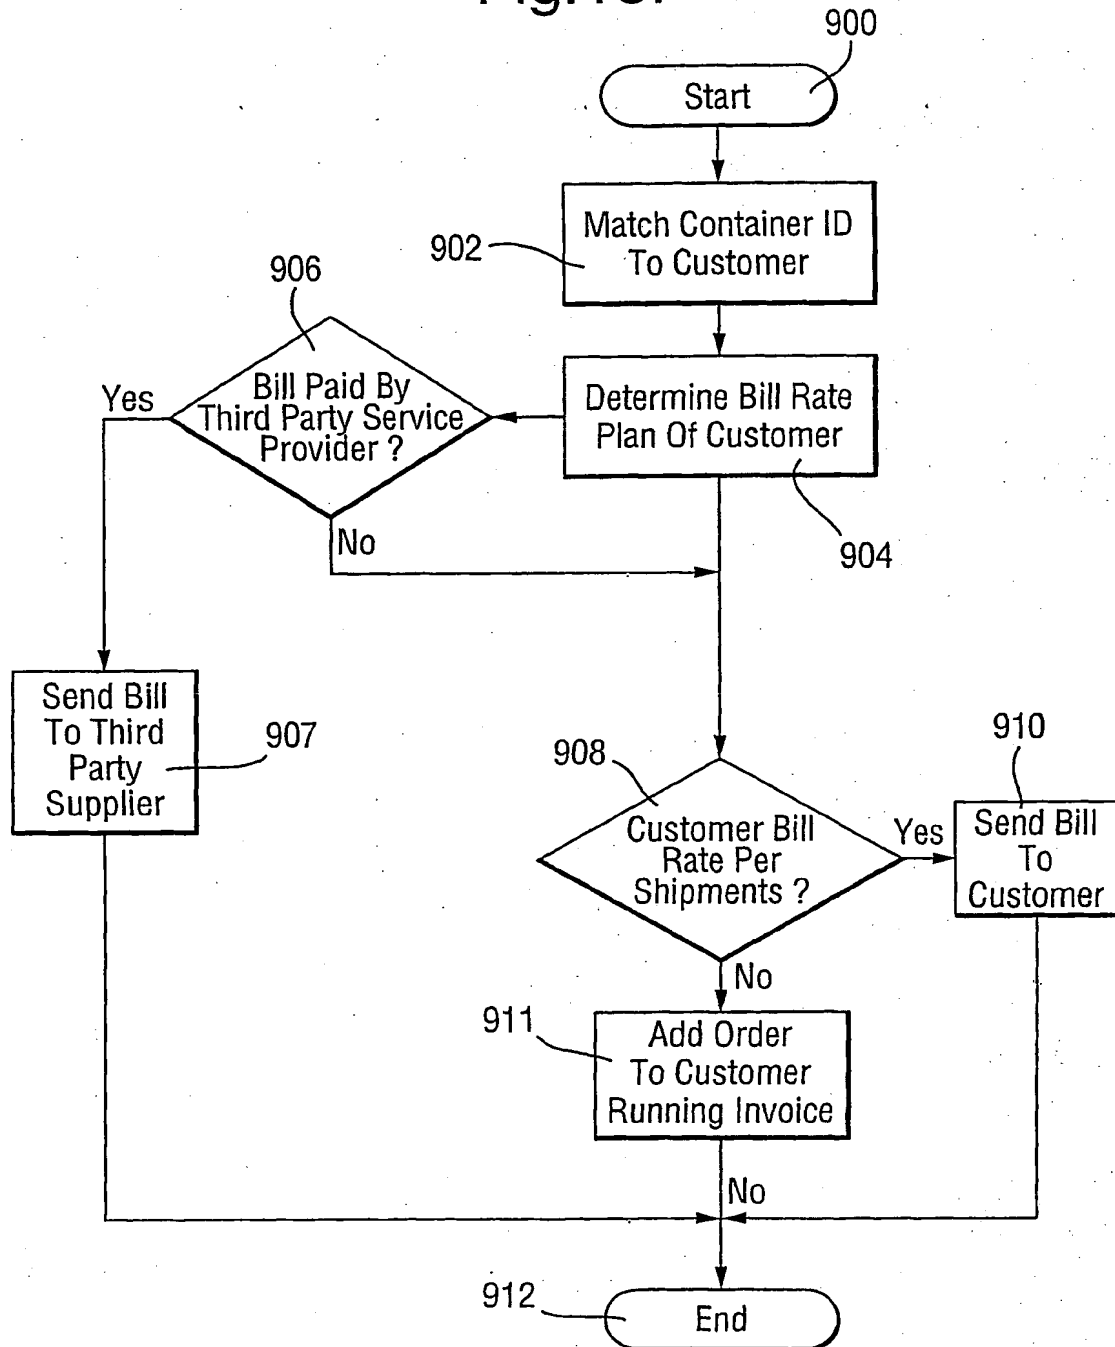 900
Start
Match Container ID
To Customer
902
906
Bill Paid By
Third Party Service
Provider ?
Yes
Determine Bill Rate
Plan Of Customer
No
904
Send Bill
To Third
Party
Supplier
907
908
Customer Bill
Rate Per
Shipments ?
Yes
910
Send Bill
To
Customer
No
911
Add Order
To Customer
Running Invoice
No
912
End